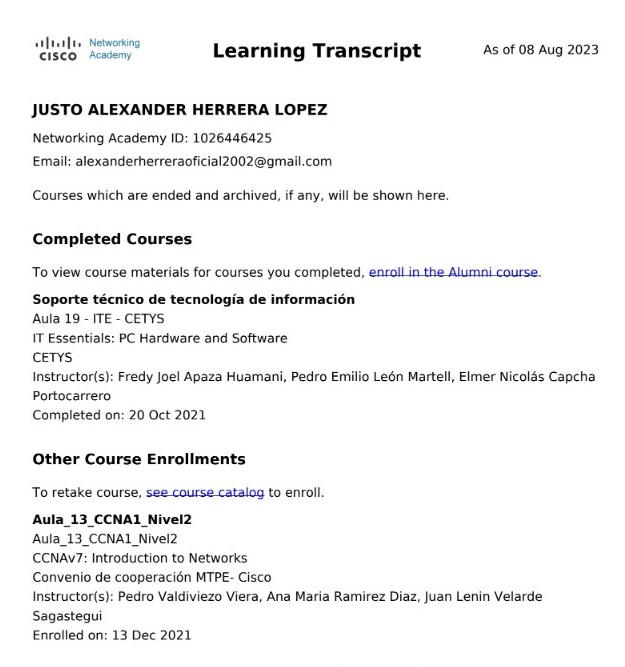 CISCO
Networking
Academy
Learning Transcript
As of 08 Aug 2023
JUSTO ALEXANDER HERRERA LOPEZ
Networking Academy ID: 1026446425
Email: alexanderherreraoficial2002@gmail.com
Courses which are ended and archived, if any, will be shown here.
Completed Courses
To view course materials for courses you completed, enroll in the Alumni course.
Soporte técnico de tecnología de información
Aula 19 - ITE - CETYS
IT Essentials: PC Hardware and Software
CETYS
Instructor(s): Fredy Joel Apaza Huamani, Pedro Emilio León Martell, Elmer Nicolás Capcha
Portocarrero
Completed on: 20 Oct 2021
Other Course Enrollments
To retake course, see course catalog to enroll.
Aula_13_CCNA1_Nivel2
Aula_13_CCNA1_Nivel2
CCNAv7: Introduction to Networks
Convenio de cooperación MTPE- Cisco
Instructor(s): Pedro Valdiviezo Viera, Ana Maria Ramirez Diaz, Juan Lenin Velarde
Sagastegui
Enrolled on: 13 Dec 2021